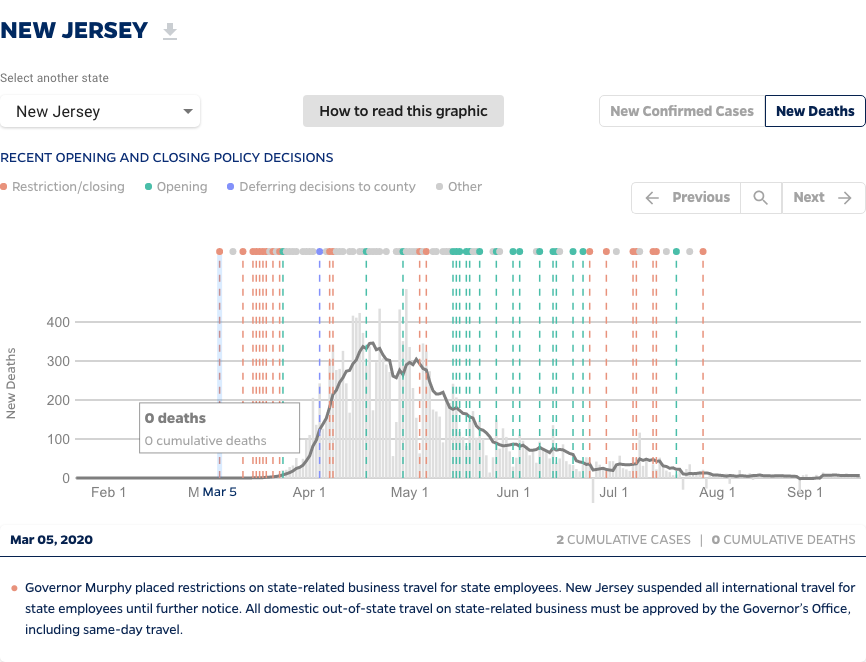 NEW JERSEY
Select another state
New Jersey
How to read this graphic
New Confirmed Cases
New Deaths
RECENT OPENING AND CLOSING POLICY DECISIONS
Restriction/closing
Opening
Deferring decisions to county
Other
Previous
Next
New Deaths
400
300
200
100
0
0 deaths
0 cumulative deaths
Feb 1
M
Mar 5
Apr 1
May 1
Jun 1
Jul 1
Aug 1
Sep 1
Mar 05, 2020
2 CUMULATIVE CASES | 0 CUMULATIVE DEATHS
Governor Murphy placed restrictions on state-related business travel for state employees. New Jersey suspended all international travel for
state employees until further notice. All domestic out-of-state travel on state-related business must be approved by the Governor's Office,
including same-day travel.